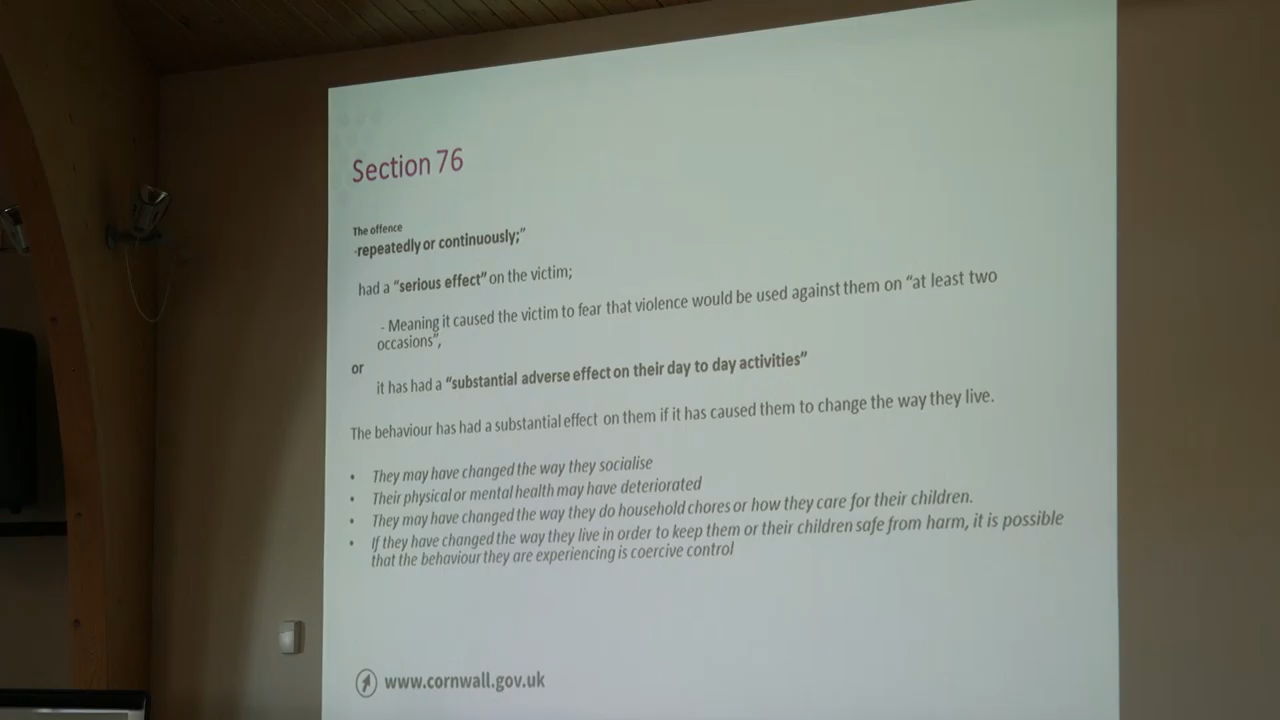 Section 76
The offence
-repeatedly or continuously;”
had a “serious effect” on the victim;
- Meaning it caused the victim to fear that violence would be used against them on “at least two
occasions”,
or
it has had a “substantial adverse effect on their day to day activities”
The behaviour has had a substantial effect on them if it has caused them to change the way they live.
• They may have changed the way they socialise
• Their physical or mental health may have deteriorated
• They may have changed the way they do household chores or how they care for their children.
• If they have changed the way they live in order to keep them or their children safe from harm, it is possible
that the behaviour they are experiencing is coercive control
www.cornwall.gov.uk